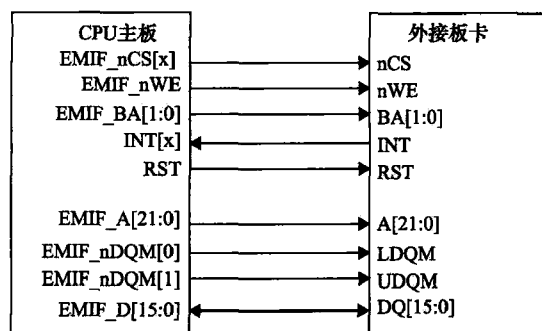 CPU主板 外接板卡
EMIF_nCS[x] nCS
EMIF_nWE nWE
EMIF_BA[1:0] BA[1:0]
INT[x] INT
RST RST
EMIF_A[21:0] A[21:0]
EMIF_nDQM[0] LDQM
EMIF_nDQM[1] UDQM
EMIF_D[15:0] DQ[15:0]